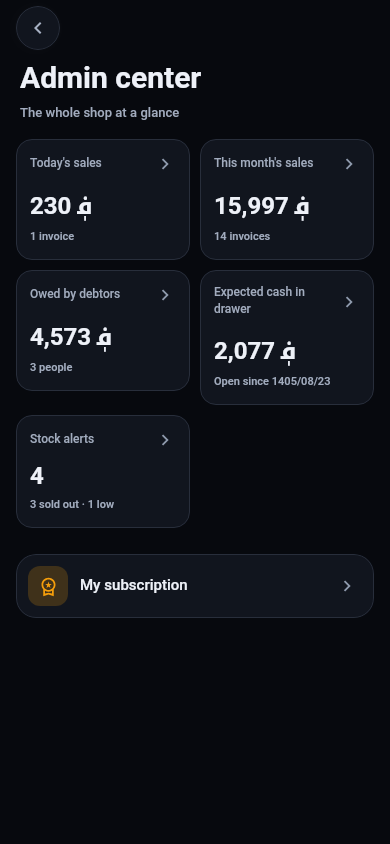 Admin center
The whole shop at a glance
Today's sales
230 ؋
1 invoice
This month's sales
15,997 ؋
14 invoices
Owed by debtors
4,573 ؋
3 people
Expected cash in
drawer
2,077 ؋
Open since 1405/08/23
Stock alerts
4
3 sold out · 1 low
My subscription